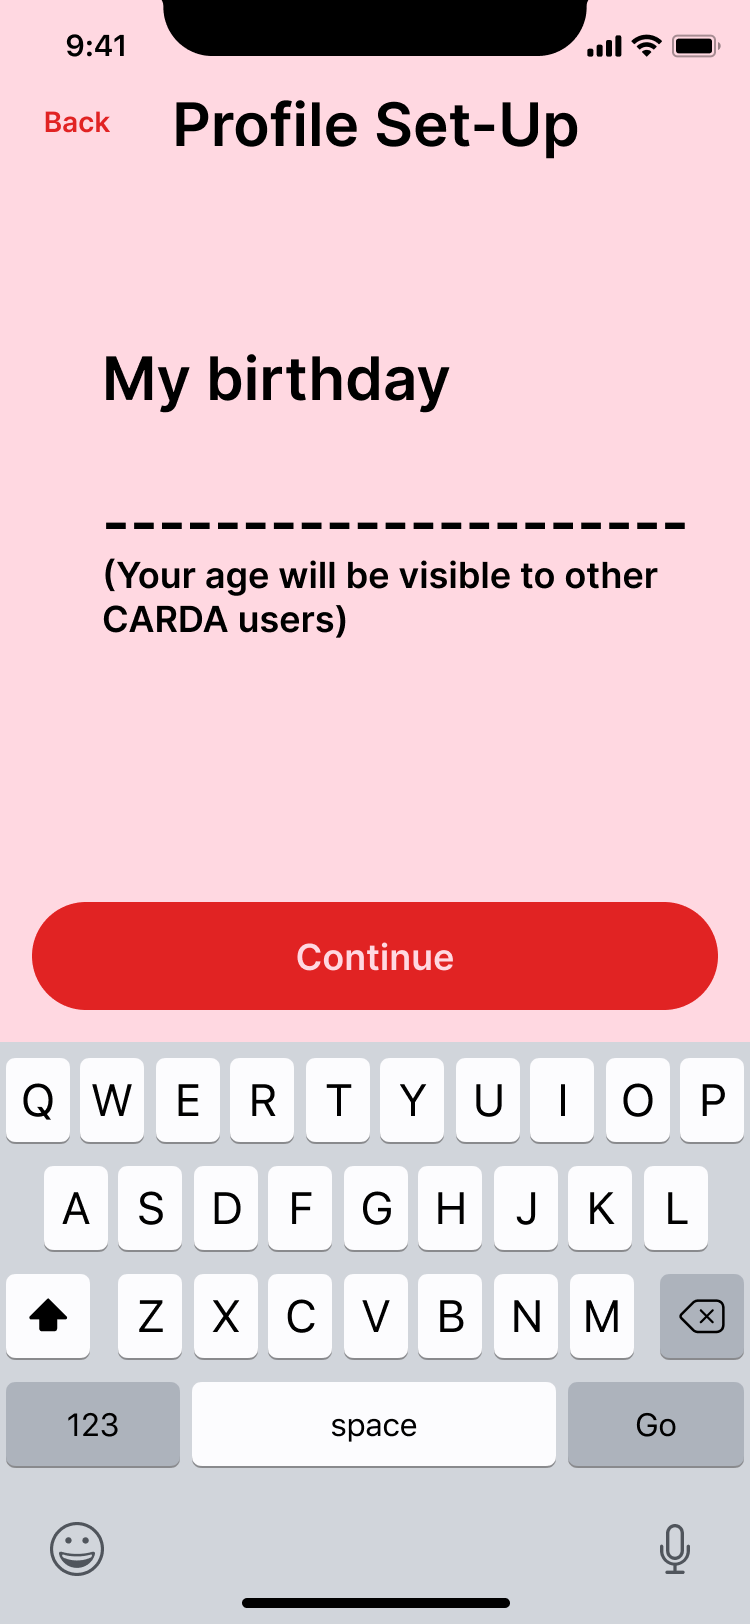 9:41
Back
Profile Set-Up
My birthday
---------------------
(Your age will be visible to other
CARDA users)
Continue
Q W E R T Y U I O P
A S D F G H J K L
Z X C V B N M
123 space Go